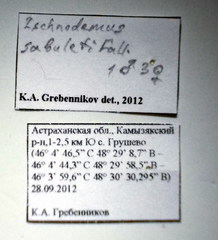 Ischnodemus
sabuleti Fall.
1♂ 3♀
K.A. Grebennikov det., 2012
Астраханская обл., Камызякский
р-н,1-2,5 км Ю с. Грушево
(46° 4' 46,5" С 48° 29' 8,7" В –
46° 4' 44,3" С 48° 29' 58,5" В–
46° 3' 59,6" С 48° 30' 30,295" В)
28.09.2012
К.А. Гребенников